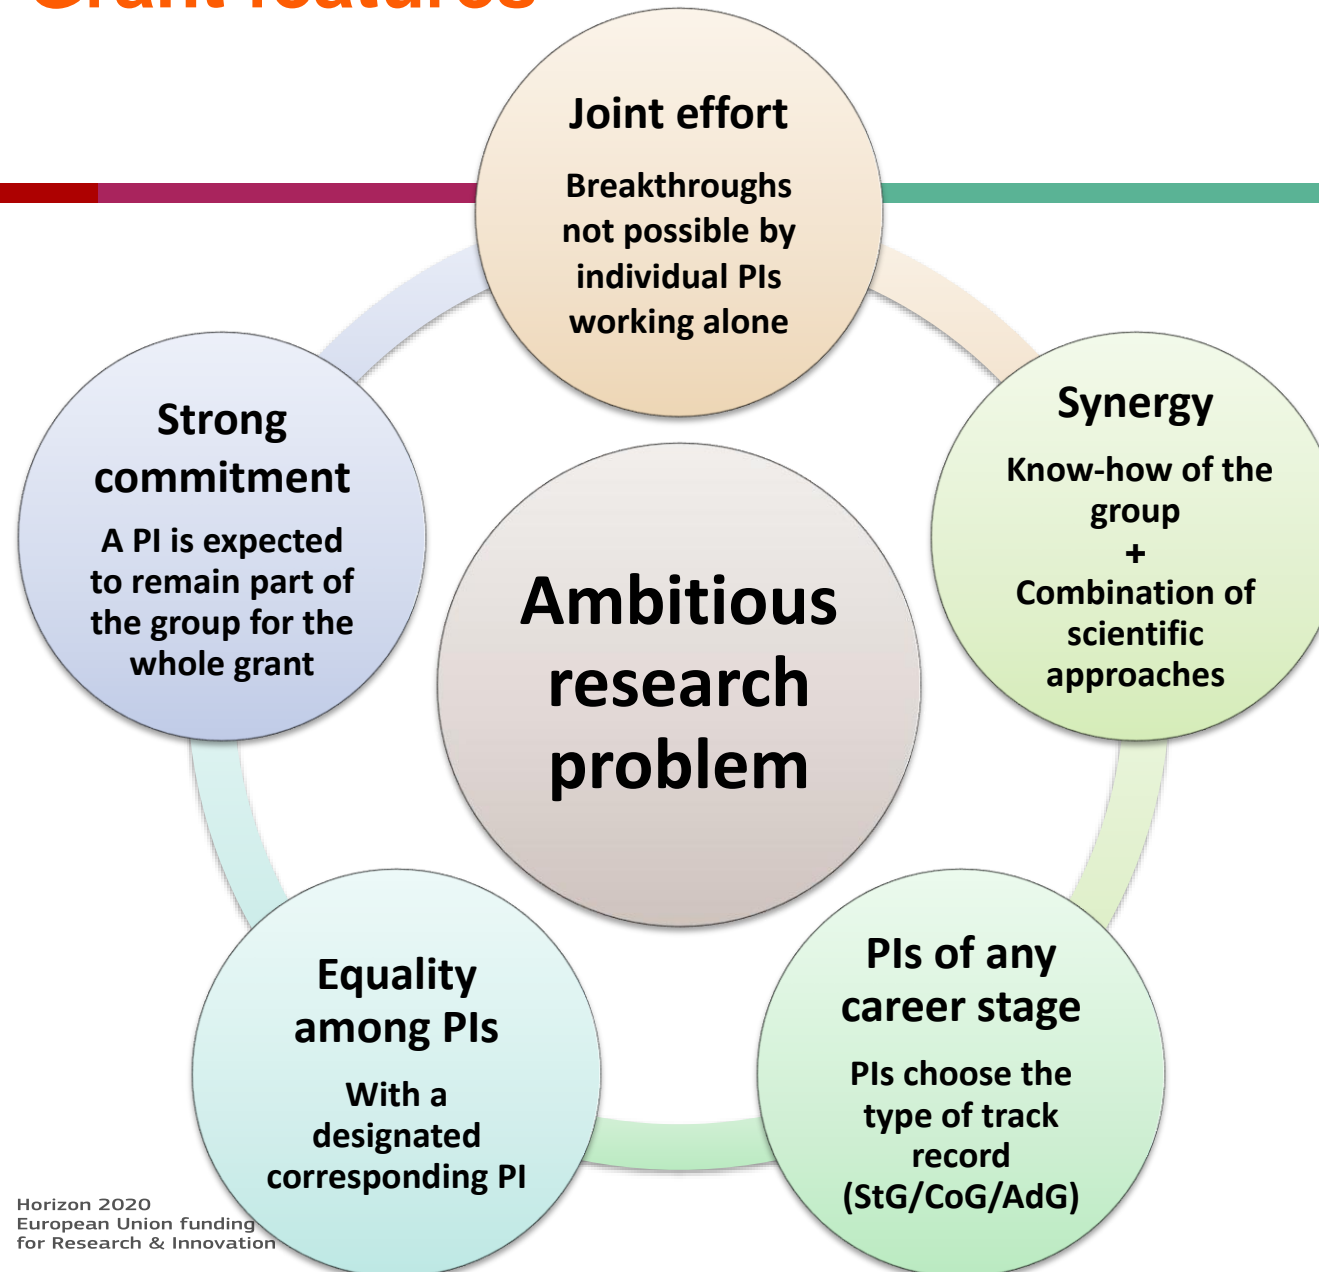 Grant features
Joint effort
Breakthroughs
not possible by
individual PIs
working alone
Synergy
Know-how of the
group
+
Combination of
scientific
approaches
PIs of any
career stage
PIs choose the
type of track
record
(StG/CoG/AdG)
Equality
among PIs
With a
designated
corresponding PI
Strong
commitment
A PI is expected
to remain part of
the group for the
whole grant
Ambitious
research
problem
Horizon 2020
European Union funding
for Research & Innovation